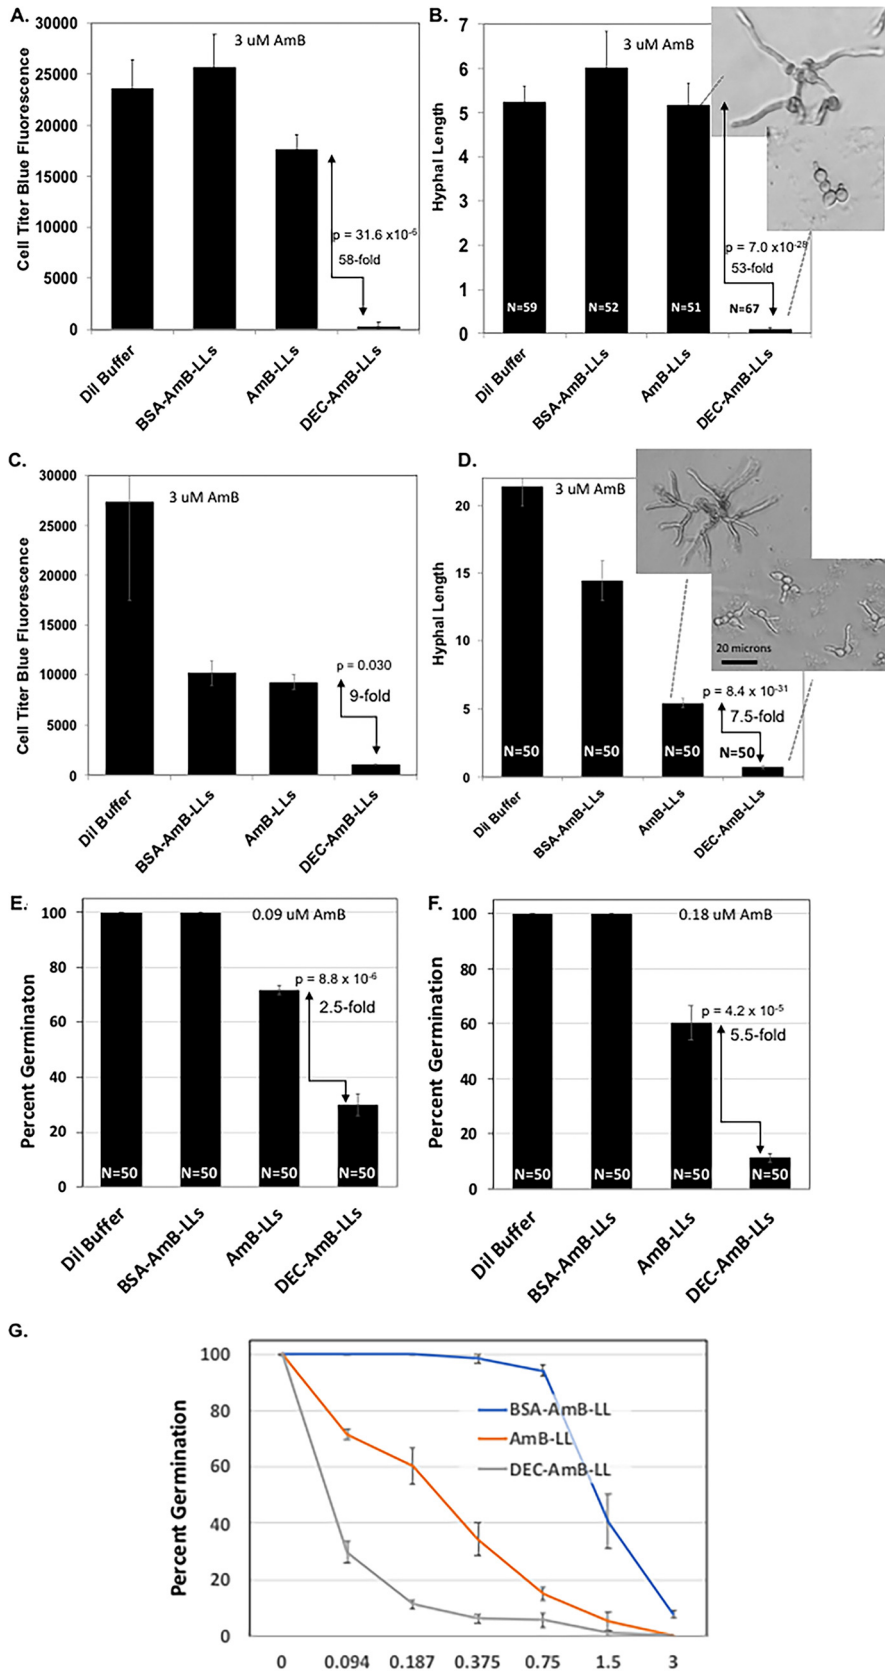 A.
3 uM AmB
Cell Titer Blue Fluorescence
30000
25000
20000
15000
10000
5000
0
p = 31.6 x10-6
58-fold
Dil Buffer
BSA-AmB-LLs
AmB-LLs
DEC-AmB-LLs
B.
3 uM AmB
Hyphal Length
7
6
5
4
3
2
1
0
p = 7.0 x10-28
53-fold
N=59
N=52
N=51
N=67
Dil Buffer
BSA-AmB-LLs
AmB-LLs
DEC-AmB-LLs
C.
3 uM AmB
Cell Titer Blue Fluorescence
30000
25000
20000
15000
10000
5000
0
p = 0.030
9-fold
Dil Buffer
BSA-AmB-LLs
AmB-LLs
DEC-AmB-LLs
D.
3 uM AmB
Hyphal Length
20
15
10
5
0
20 microns
p = 8.4 x 10-31
7.5-fold
N=50
N=50
N=50
N=50
Dil Buffer
BSA-AmB-LLs
AmB-LLs
DEC-AmB-LLs
E.
0.09 uM AmB
Percent Germinaton
100
80
60
40
20
0
p = 8.8 x 10-6
2.5-fold
N=50
N=50
N=50
N=50
Dil Buffer
BSA-AmB-LLs
AmB-LLs
DEC-AmB-LLs
F.
0.18 uM AmB
Percent Germination
100
80
60
40
20
0
p = 4.2 x 10-5
5.5-fold
N=50
N=50
N=50
N=50
Dil Buffer
BSA-AmB-LLs
AmB-LLs
DEC-AmB-LLs
G.
Percent Germination
100
80
60
40
20
0
BSA-AmB-LL
AmB-LL
DEC-AmB-LL
0 0.094 0.187 0.375 0.75 1.5 3